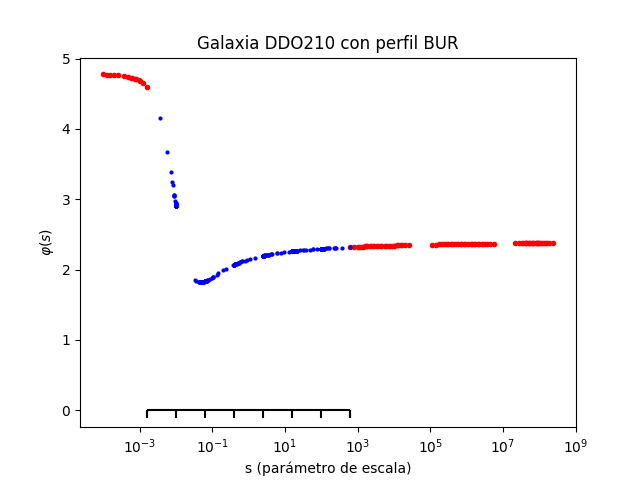 Galaxia DDO210 con perfil BUR
φ(s)
5
4
3
2
1
0
10⁻³ 10⁻¹ 10¹ 10³ 10⁵ 10⁷ 10⁹
s (parámetro de escala)